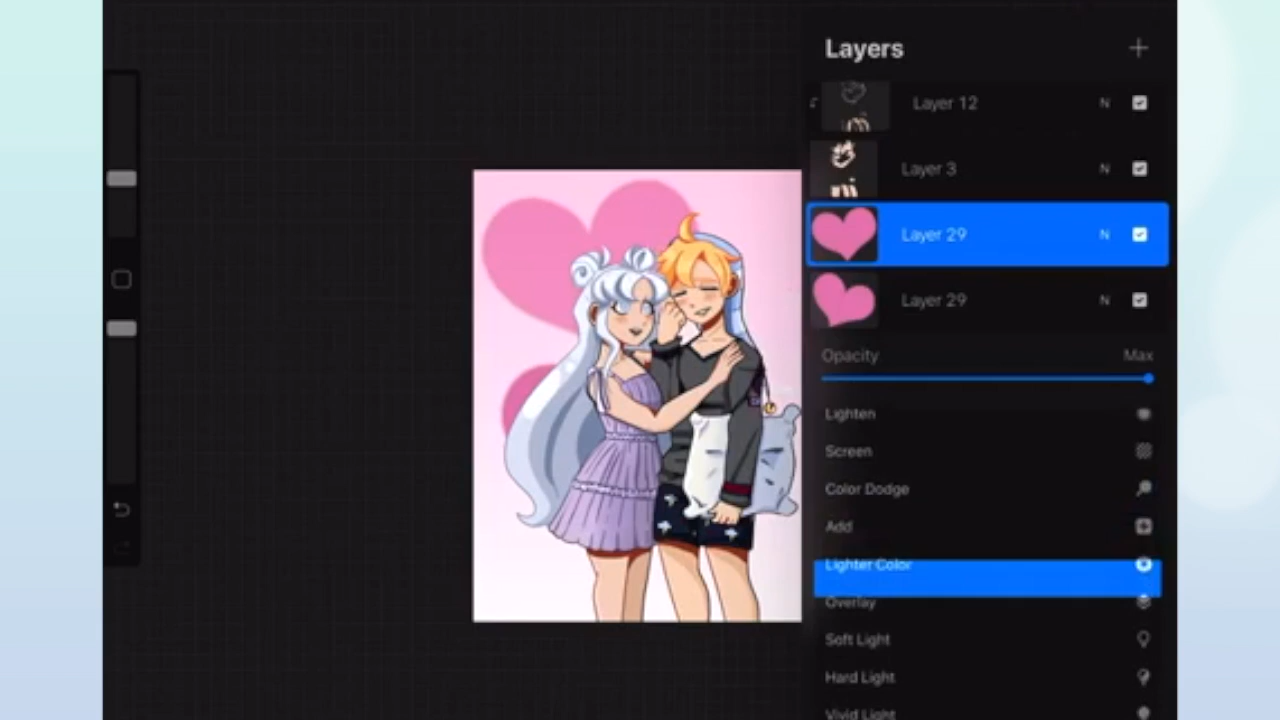 Layers
Layer 12 N
Layer 3 N
Layer 29 N
Layer 29 N
Opacity Max
Lighten
Screen
Color Dodge
Add
Lighter Color
Overlay
Soft Light
Hard Light
Vivid Light